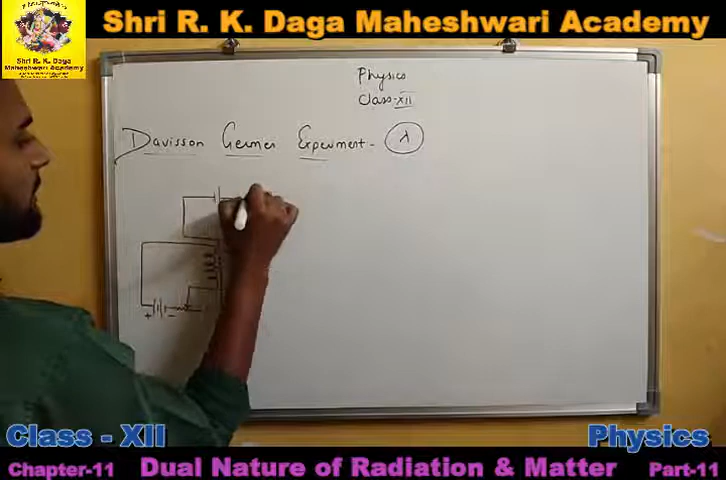 Shri R. K. Daga Maheshwari Academy
Shri R. K. Daga
Maheshwari Academy
Physics
Class-XII
Davisson Germer Experiment - λ
+ -
Class - XII
Physics
Chapter-11 Dual Nature of Radiation & Matter Part-11